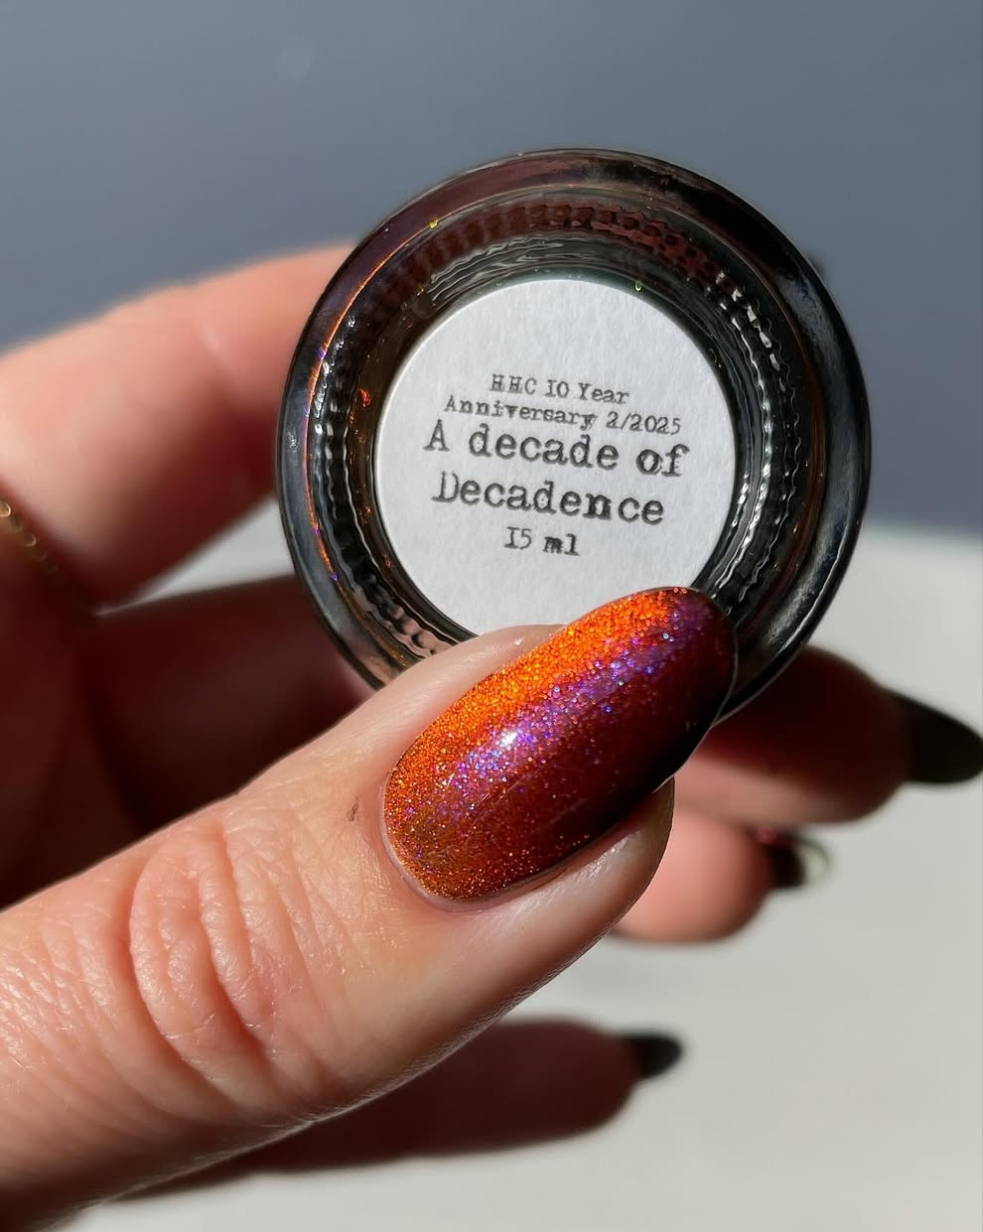 HHC 10 Year
Anniversary 2/2025
A decade of
Decadence
15 ml